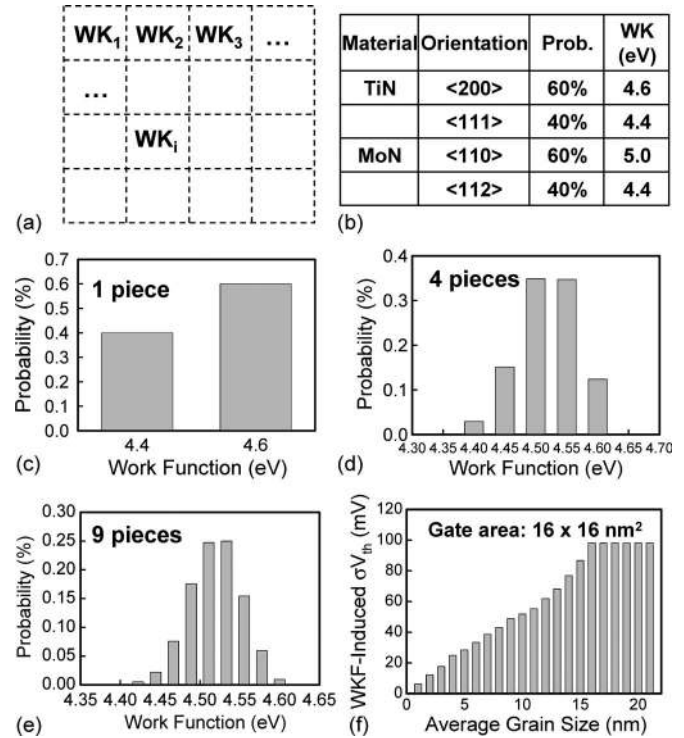 WK1 WK2 WK3 ...
...
WKi
(a)
Material Orientation Prob. WK (eV)
TiN <200> 60% 4.6
<111> 40% 4.4
MoN <110> 60% 5.0
<112> 40% 4.4
(b)
1 piece
Probability (%)
0.7
0.6
0.5
0.4
0.3
0.2
0.1
0.0
4.4 4.6
Work Function (eV)
(c)
4 pieces
Probability (%)
0.4
0.3
0.2
0.1
0.0
4.30 4.35 4.40 4.45 4.50 4.55 4.60 4.65 4.70
Work Function (eV)
(d)
9 pieces
Probability (%)
0.30
0.25
0.20
0.15
0.10
0.05
0.00
4.35 4.40 4.45 4.50 4.55 4.60 4.65
Work Function (eV)
(e)
Gate area: 16 x 16 nm2
WKF-Induced σVth (mV)
120
100
80
60
40
20
0
0 5 10 15 20
Average Grain Size (nm)
(f)